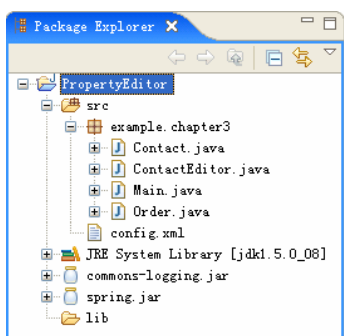 Package Explorer
PropertyEditor
src
example.chapter3
Contact.java
ContactEditor.java
Main.java
Order.java
config.xml
JRE System Library [jdk1.5.0_08]
commons-logging.jar
spring.jar
lib